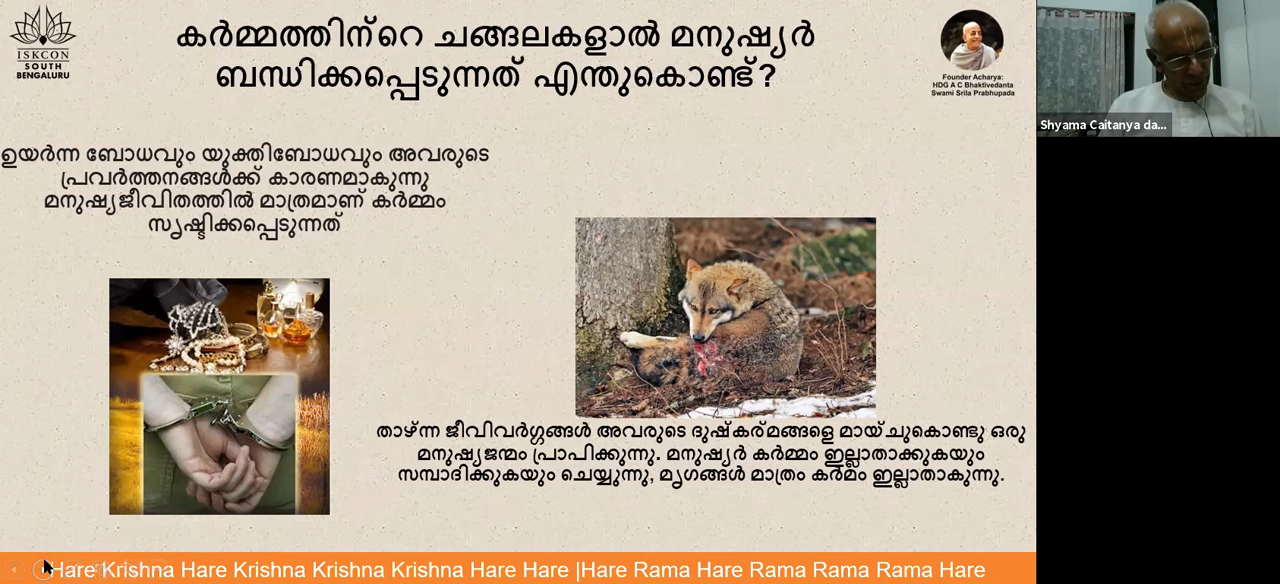 ISKCON
SOUTH
BENGALURU
കർമ്മത്തിന്റെ ചങ്ങലകളാൽ മനുഷ്യർ
ബന്ധിക്കപ്പെടുന്നത് എന്തുകൊണ്ട്?
Founder Acharya:
HDG A C Bhaktivedanta
Swami Srila Prabhupada
Shyama Caitanya da...
ഉയർന്ന ബോധവും യുക്തിബോധവും അവരുടെ
പ്രവർത്തനങ്ങൾക്ക് കാരണമാകുന്നു
മനുഷ്യജീവിതത്തിൽ മാത്രമാണ് കർമ്മം
സൃഷ്ടിക്കപ്പെടുന്നത്
താഴ്ന്ന ജീവിവർഗ്ഗങ്ങൾ അവരുടെ ദുഷ്കര്മങ്ങളെ മായ്ചുകൊണ്ടു ഒരു
മനുഷ്യജന്മം പ്രാപിക്കുന്നു. മനുഷ്യർ കർമ്മം ഇല്ലാതാക്കുകയും
സമ്പാദിക്കുകയും ചെയ്യുന്നു, മൃഗങ്ങൾ മാത്രം കർമം ഇല്ലാതാകുന്നു.
Hare Krishna Hare Krishna Krishna Krishna Hare Hare |Hare Rama Hare Rama Rama Rama Hare